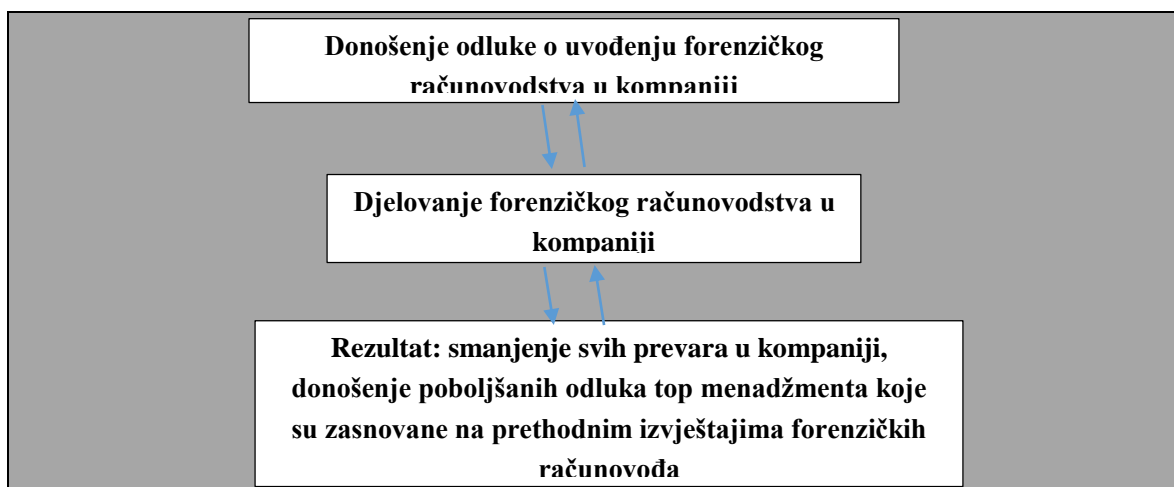 Donošenje odluke o uvođenju forenzičkog
računovodstva u kompaniji
Djelovanje forenzičkog računovodstva u
kompaniji
Rezultat: smanjenje svih prevara u kompaniji,
donošenje poboljšanih odluka top menadžmenta koje
su zasnovane na prethodnim izvještajima forenzičkih
računovođa